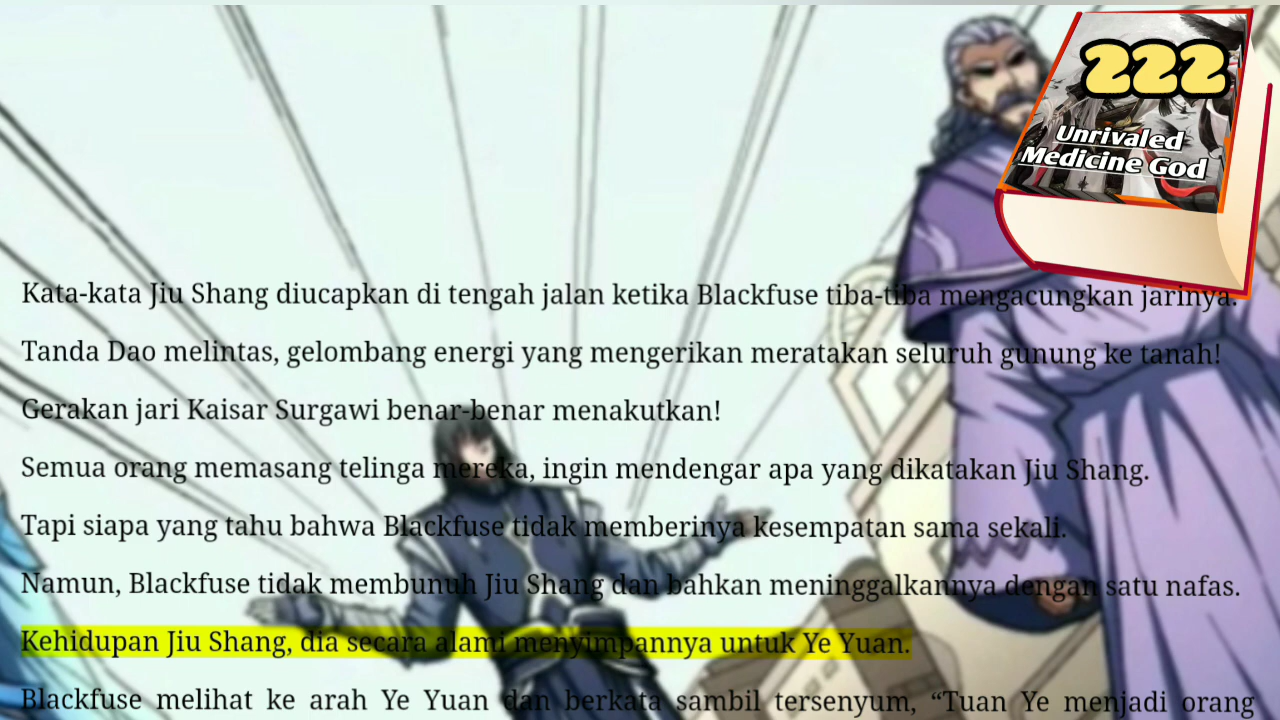 222
Unrivaled
Medicine God
Kata-kata Jiu Shang diucapkan di tengah jalan ketika Blackfuse tiba-tiba mengacungkan jarinya.
Tanda Dao melintas, gelombang energi yang mengerikan meratakan seluruh gunung ke tanah!
Gerakan jari Kaisar Surgawi benar-benar menakutkan!
Semua orang memasang telinga mereka, ingin mendengar apa yang dikatakan Jiu Shang.
Tapi siapa yang tahu bahwa Blackfuse tidak memberinya kesempatan sama sekali.
Namun, Blackfuse tidak membunuh Jiu Shang dan bahkan meninggalkannya dengan satu nafas.
Kehidupan Jiu Shang, dia secara alami menyimpannya untuk Ye Yuan.
Blackfuse melihat ke arah Ye Yuan dan berkata sambil tersenyum, “Tuan Ye menjadi orang